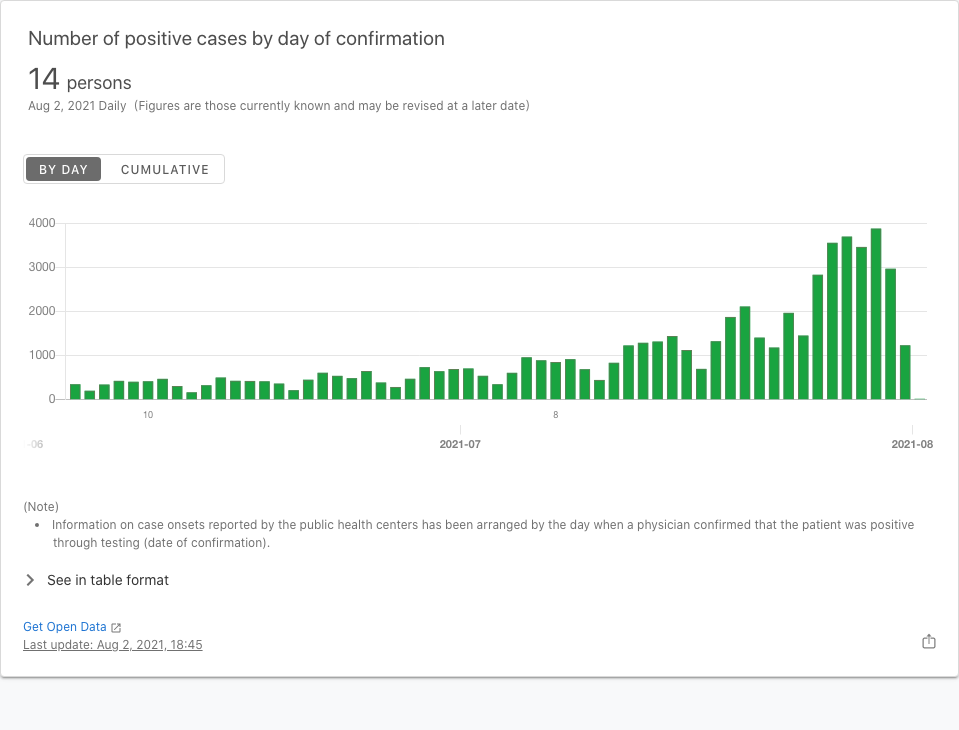 Number of positive cases by day of confirmation
14 persons
Aug 2, 2021 Daily (Figures are those currently known and may be revised at a later date)
BY DAY CUMULATIVE
4000
3000
2000
1000
0
10 8
-06 2021-07 2021-08
(Note)
• Information on case onsets reported by the public health centers has been arranged by the day when a physician confirmed that the patient was positive
through testing (date of confirmation).
See in table format
Get Open Data
Last update: Aug 2, 2021, 18:45